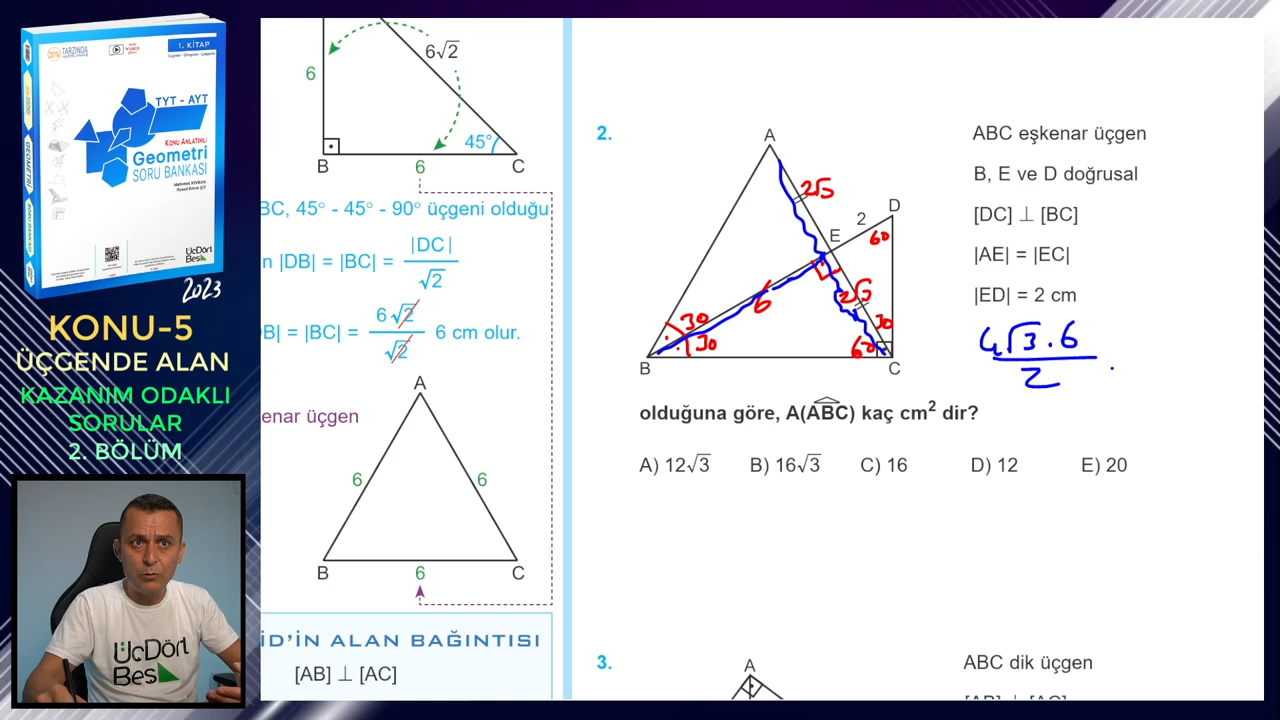 TARZINDA
1. KİTAP
TYT - AYT
KONU ANLATIMLI
Geometri
SORU BANKASI
GEOMETRİ
ÜçDört
Beş
2023
KONU-5
ÜÇGENDE ALAN
KAZANIM ODAKLI
SORULAR
2. BÖLÜM
ÜçDört
Beş
6√2
6
45°
B
6
C
BC, 45° - 45° - 90° üçgeni olduğu
n |DB| = |BC| = |DC| / √2
DB| = |BC| = 6√2 / √2 6 cm olur.
enar üçgen
A
6
6
B
6
C
İD'İN ALAN BAĞINTISI
[AB] ⊥ [AC]
2.
A
2√3
D
2
60
E
2√3
6
30
30
30
60
B
C
ABC eşkenar üçgen
B, E ve D doğrusal
[DC] ⊥ [BC]
|AE| = |EC|
|ED| = 2 cm
4√3 . 6
2
olduğuna göre, A(ABC) kaç cm² dir?
A) 12√3 B) 16√3 C) 16 D) 12 E) 20
3.
A
ABC dik üçgen